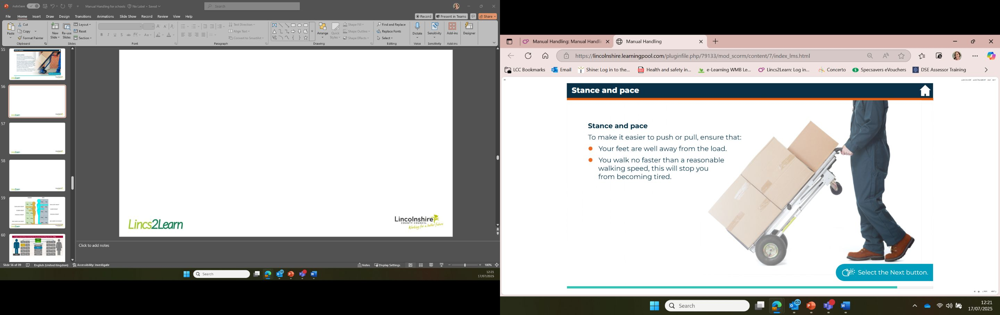 AutoSave
Manual Handling for schools
No Label • Saved
Search
File Home Insert Draw Design Transitions Animations Slide Show Record Review View Help
Record
Present in Teams
Share
Paste
Cut
Copy
Format Painter
Clipboard
New Slide
Re-use Slides
Layout
Reset
Section
Slides
Font
Text Direction
Align Text
Convert to SmartArt
Paragraph
Arrange
Quick Styles
Shape Fill
Shape Outline
Shape Effects
Drawing
Find and Replace
Replace Fonts
Select
Editing
Dictate
Voice
Sensitivity
Sensitivity
Add-ins
Add-ins
Designer
55
56
57
58
59
60
Lincs2Learn
Lincolnshire
COUNTY COUNCIL
Working for a better future
Click to add notes
Slide 56 of 89
English (United Kingdom)
Accessibility: Investigate
Notes
Display Settings
100%
Search
12:21
17/07/2025
Manual Handling: Manual Handlin
Manual Handling
https://lincolnshire.learningpool.com/pluginfile.php/79133/mod_scorm/content/7/index_lms.html
LCC Bookmarks
Email
Shine: Log in to the...
Health and safety in...
e-Learning WMB Le...
Lincs2Learn: Log in...
Concerto
Specsavers eVouchers
DSE Assessor Training
Stance and pace
Stance and pace
To make it easier to push or pull, ensure that:
Your feet are well away from the load.
You walk no faster than a reasonable
walking speed, this will stop you
from becoming tired.
Select the Next button.
Search
12:21
17/07/2025